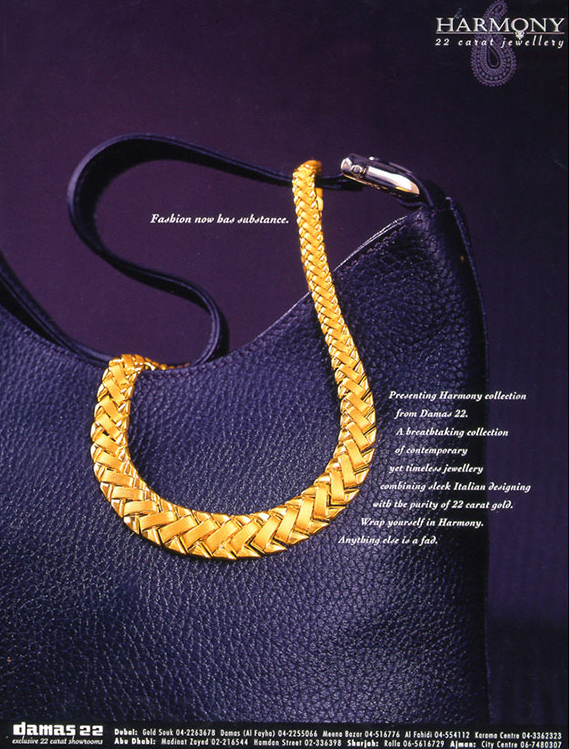 HARMONY
22 carat jewellery
Fashion now has substance.
Presenting Harmony collection
from Damas 22.
A breathtaking collection
of contemporary
yet timeless jewellery
combining sleek Italian designing
with the purity of 22 carat gold.
Wrap yourself in Harmony.
Anything else is a fad.
damas 22
exclusive 22 carat showrooms
Dubai: Gold Souk 04-2263678 Damas (Al Fayha) 04-2255066 Meena Bazar 04-516776 Al Fahidi 04-554112 Karama Centre 04-3362323
Abu Dhabi: Madinat Zayed 02-216544 Hamdan Street 02-336398 Sharjah: Rolla 06-5616729 Ajman: City Centre 06-7480307